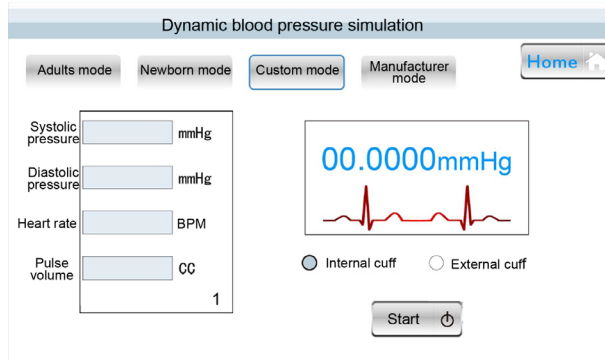 Dynamic blood pressure simulation
Adults mode
Newborn mode
Custom mode
Manufacturer
mode
Home
Systolic
pressure
mmHg
Diastolic
pressure
mmHg
Heart rate
BPM
Pulse
volume
CC
1
00.0000mmHg
Internal cuff
External cuff
Start